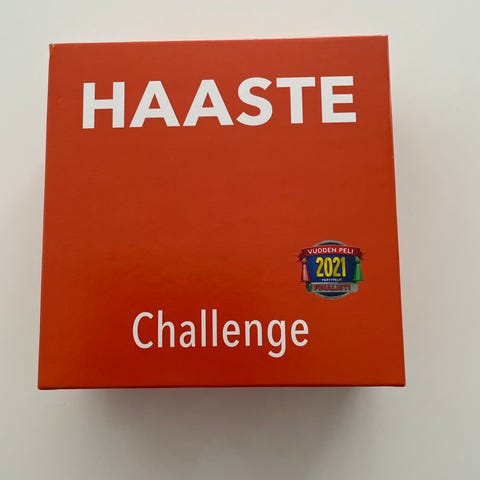 HAASTE
VUODEN PELI
2021
PARTYPELIT
FINALISTI
Challenge